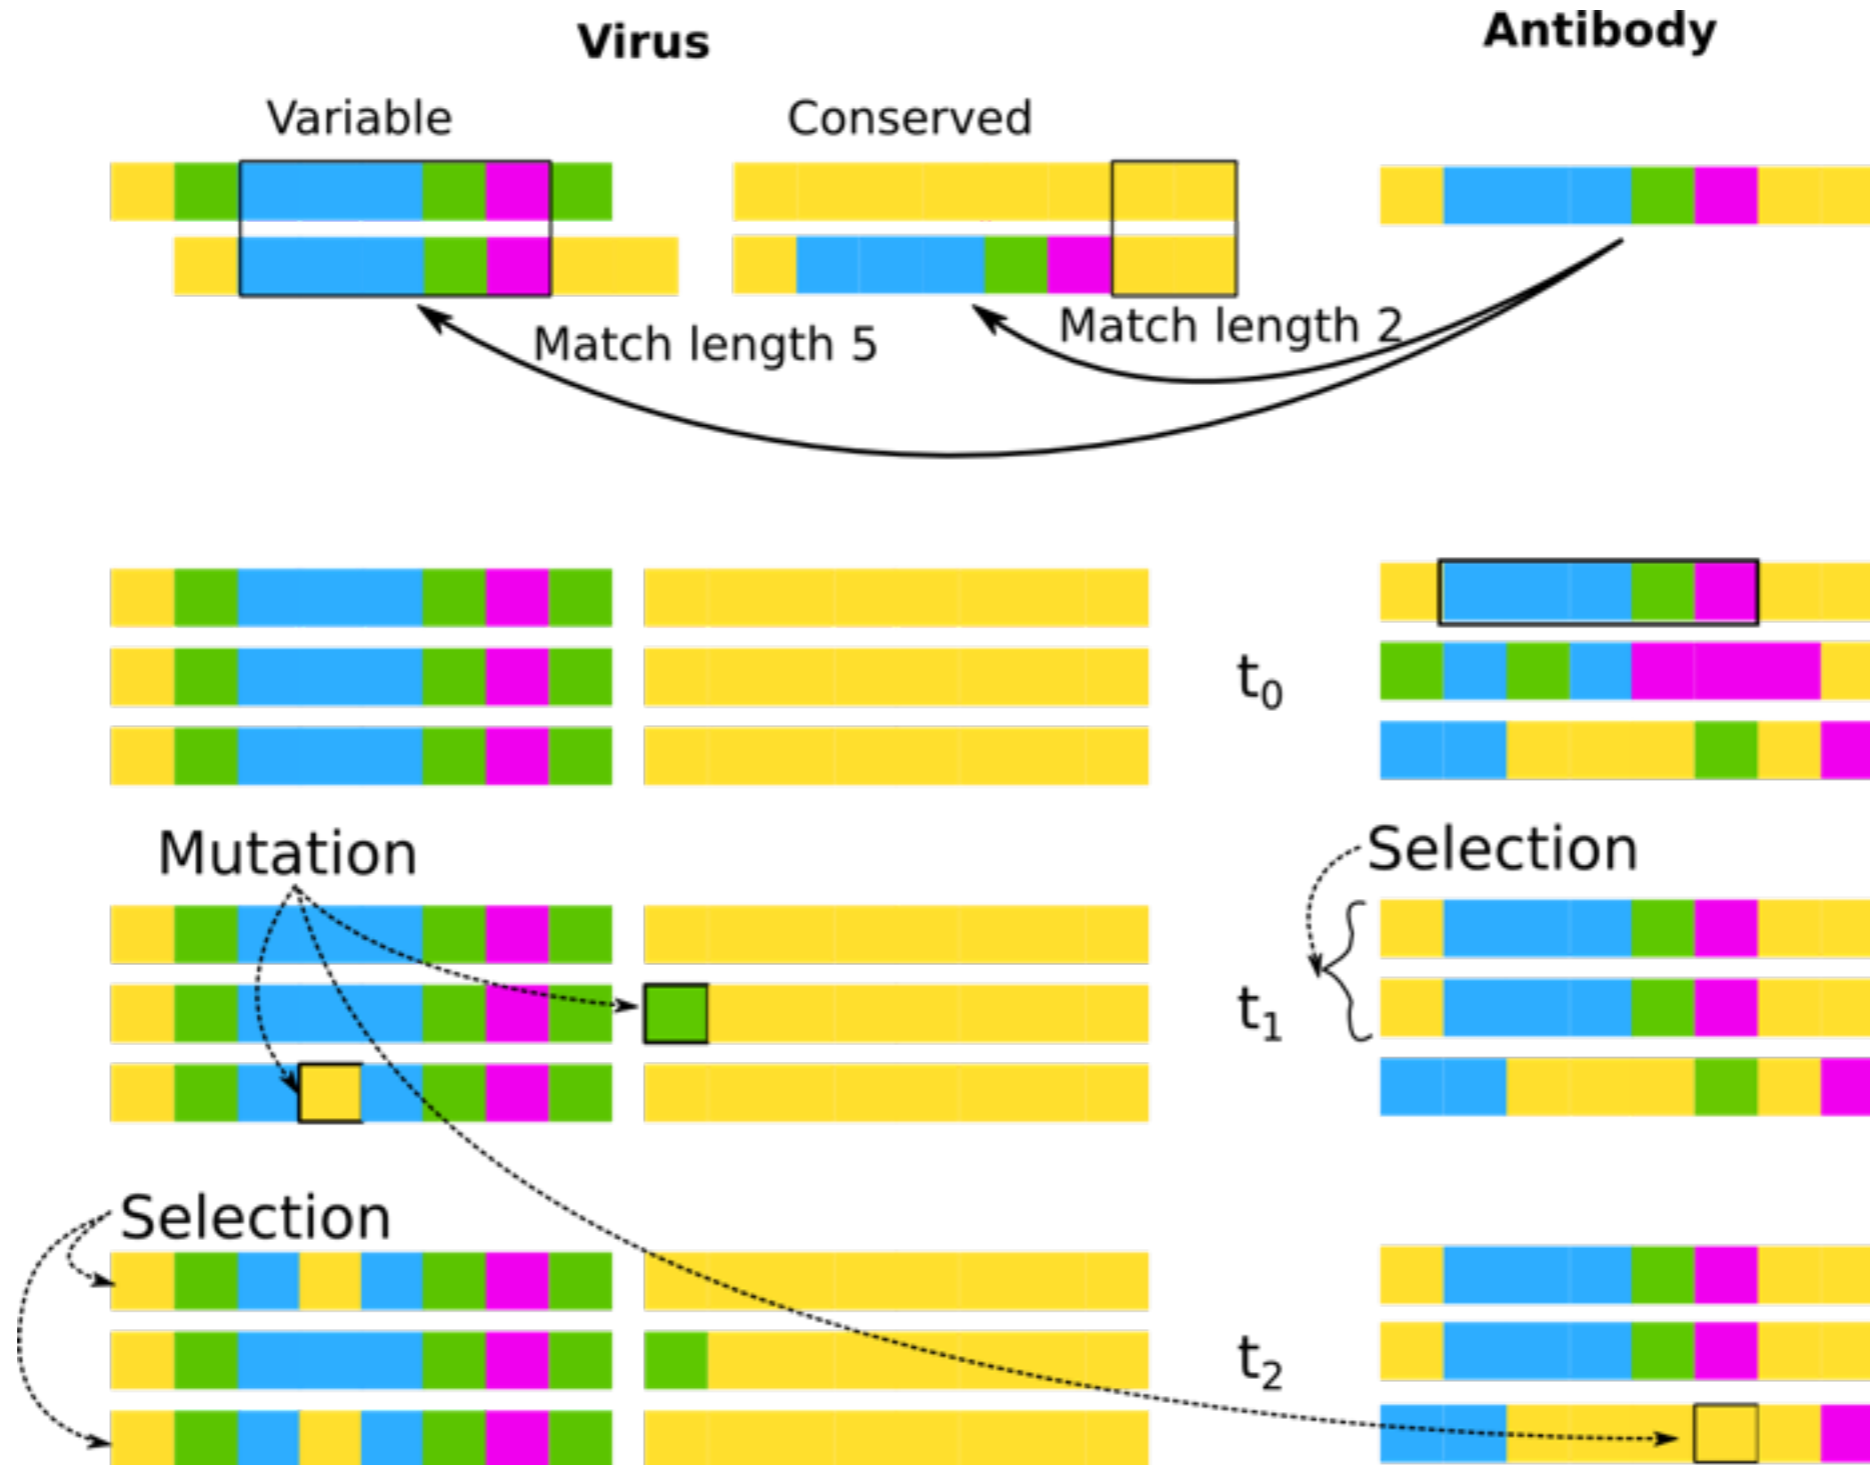 Virus
Antibody
Variable
Conserved
Match length 5
Match length 2
t0
Mutation
Selection
t1
Selection
t2